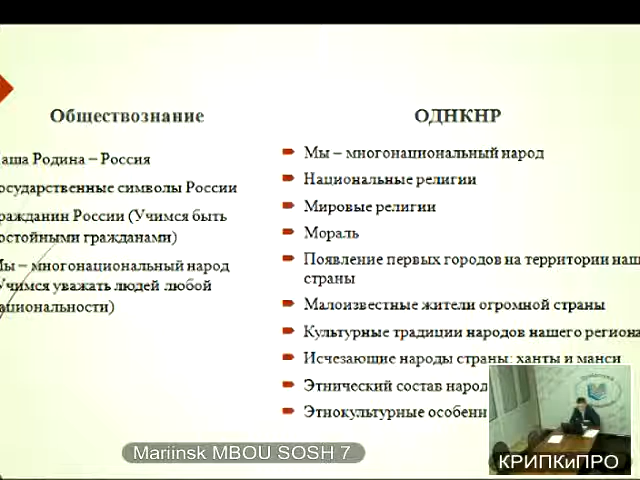 Обществознание
аша Родина – Россия
осударственные символы России
ражданин России (Учимся быть
остойными гражданами)
ы – многонациональный народ
Учимся уважать людей любой
ациональности)
ОДНКНР
Мы – многонациональный народ
Национальные религии
Мировые религии
Мораль
Появление первых городов на территории наш
страны
Малоизвестные жители огромной страны
Культурные традиции народов нашего региона
Исчезающие народы страны: ханты и манси
Этнический состав народ
Этнокультурные особенн
Mariinsk MBOU SOSH 7
КРИПКиПРО